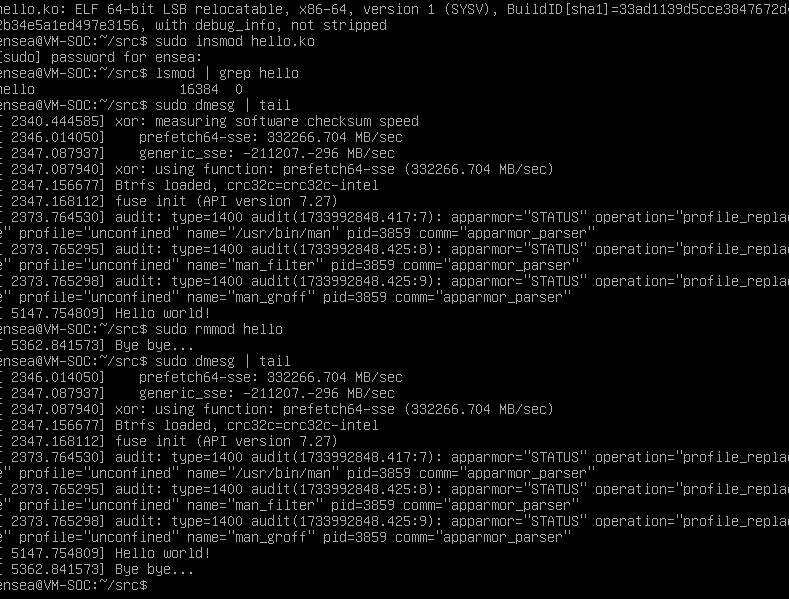 hello.ko: ELF 64-bit LSB relocatable, x86-64, version 1 (SYSV), BuildID[sha1]=33ad1139d5cce3847672d
2b34e5a1ed497e3156, with debug_info, not stripped
ensea@VM-SOC:~/src$ sudo insmod hello.ko
[sudo] password for ensea:
ensea@VM-SOC:~/src$ lsmod | grep hello
hello                  16384  0
ensea@VM-SOC:~/src$ sudo dmesg | tail
[ 2340.444585] xor: measuring software checksum speed
[ 2346.014050]    prefetch64-sse: 332266.704 MB/sec
[ 2347.087937]    generic_sse: -211207.-296 MB/sec
[ 2347.087940] xor: using function: prefetch64-sse (332266.704 MB/sec)
[ 2347.156677] Btrfs loaded, crc32c=crc32c-intel
[ 2347.168112] fuse init (API version 7.27)
[ 2373.764530] audit: type=1400 audit(1733992848.417:7): apparmor="STATUS" operation="profile_repla
e" profile="unconfined" name="/usr/bin/man" pid=3859 comm="apparmor_parser"
[ 2373.765295] audit: type=1400 audit(1733992848.425:8): apparmor="STATUS" operation="profile_repla
e" profile="unconfined" name="man_filter" pid=3859 comm="apparmor_parser"
[ 2373.765298] audit: type=1400 audit(1733992848.425:9): apparmor="STATUS" operation="profile_repla
e" profile="unconfined" name="man_groff" pid=3859 comm="apparmor_parser"
[ 5147.754809] Hello world!
ensea@VM-SOC:~/src$ sudo rmmod hello
[ 5362.841573] Bye bye...
ensea@VM-SOC:~/src$ sudo dmesg | tail
[ 2346.014050]    prefetch64-sse: 332266.704 MB/sec
[ 2347.087937]    generic_sse: -211207.-296 MB/sec
[ 2347.087940] xor: using function: prefetch64-sse (332266.704 MB/sec)
[ 2347.156677] Btrfs loaded, crc32c=crc32c-intel
[ 2347.168112] fuse init (API version 7.27)
[ 2373.764530] audit: type=1400 audit(1733992848.417:7): apparmor="STATUS" operation="profile_repla
e" profile="unconfined" name="/usr/bin/man" pid=3859 comm="apparmor_parser"
[ 2373.765295] audit: type=1400 audit(1733992848.425:8): apparmor="STATUS" operation="profile_repla
e" profile="unconfined" name="man_filter" pid=3859 comm="apparmor_parser"
[ 2373.765298] audit: type=1400 audit(1733992848.425:9): apparmor="STATUS" operation="profile_repla
e" profile="unconfined" name="man_groff" pid=3859 comm="apparmor_parser"
[ 5147.754809] Hello world!
[ 5362.841573] Bye bye...
ensea@VM-SOC:~/src$